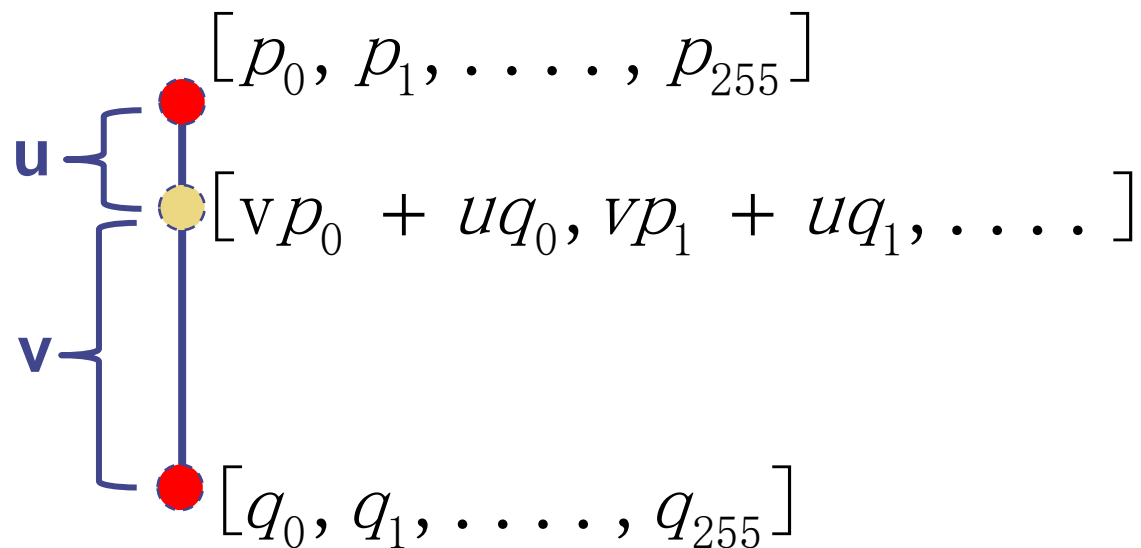 [p₀, p₁, ...., p₂₅₅]
u
[vp₀ + uq₀, vp₁ + uq₁, .... ]
v
[q₀, q₁, ...., q₂₅₅]